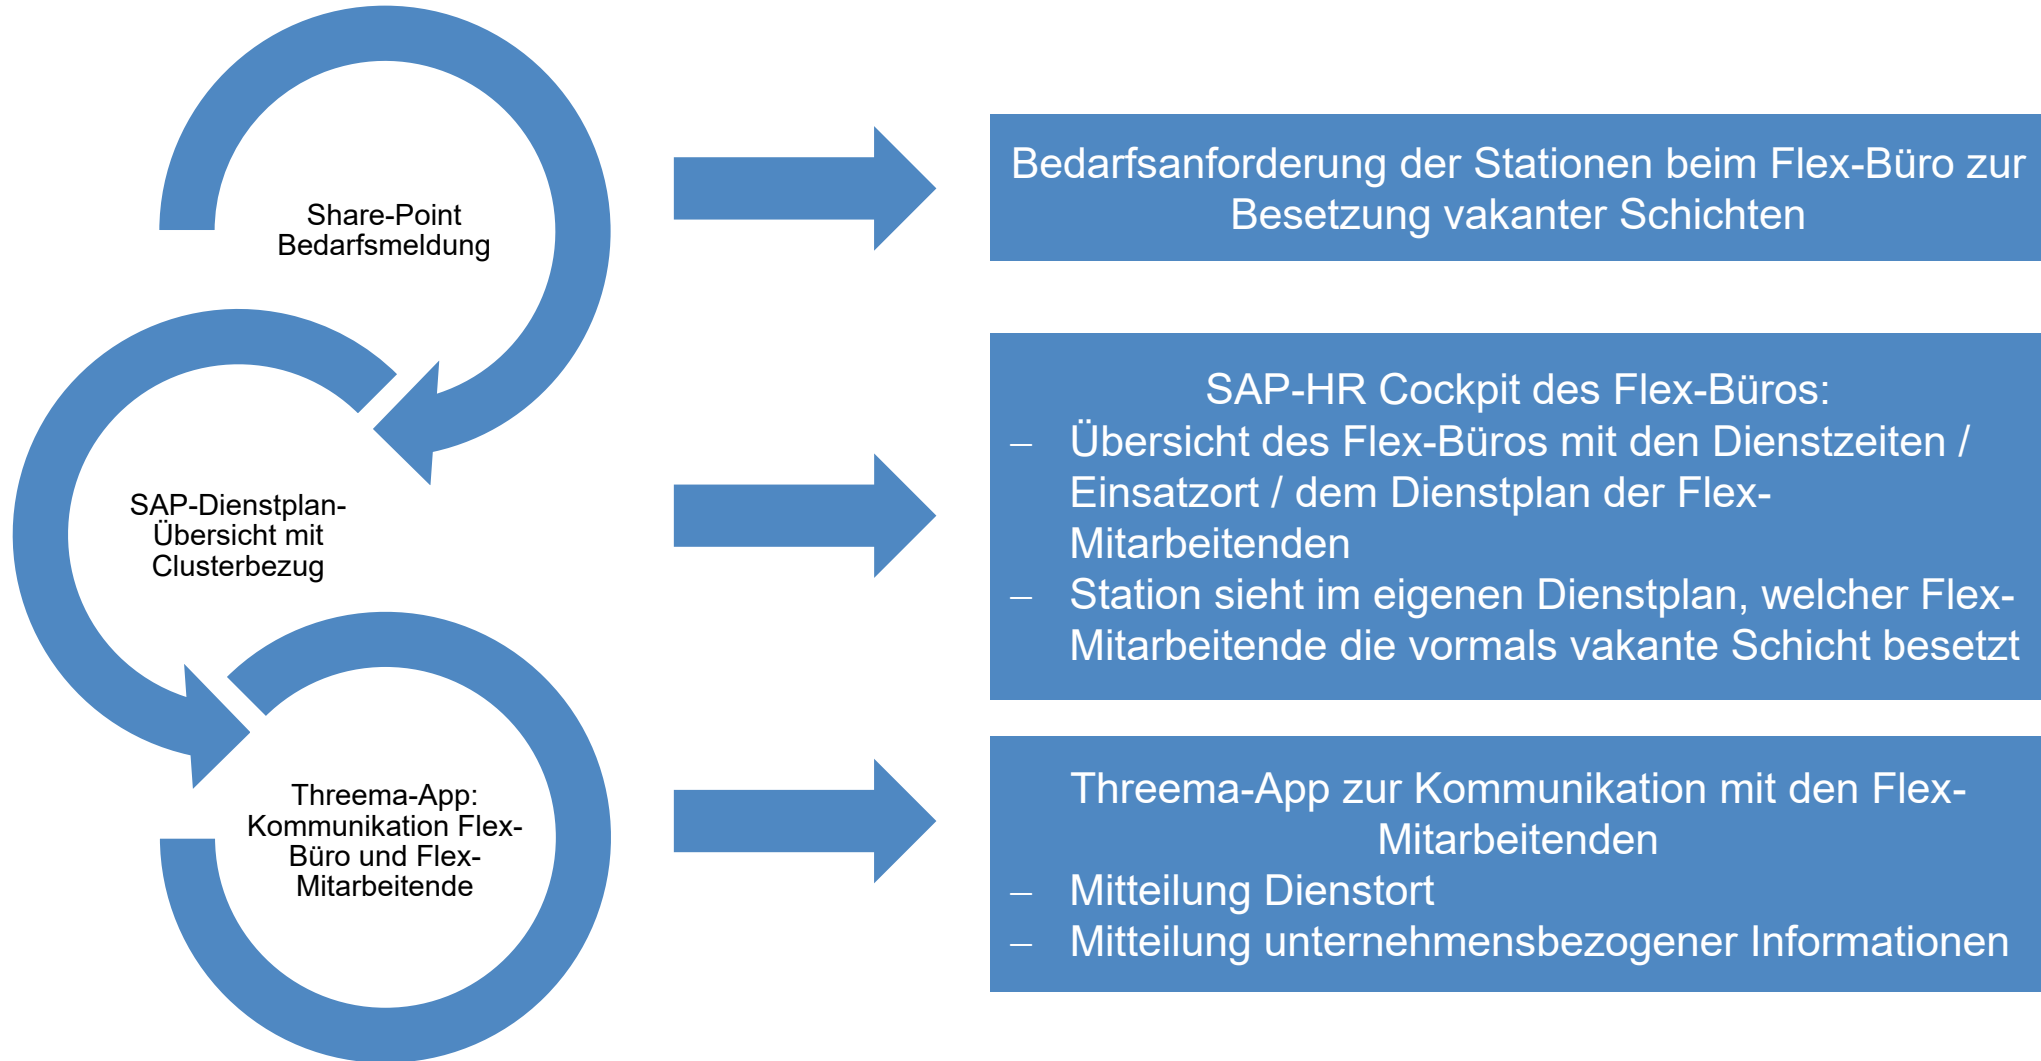 Share-Point
Bedarfsmeldung
Bedarfsanforderung der Stationen beim Flex-Büro zur
Besetzung vakanter Schichten
SAP-Dienstplan-
Übersicht mit
Clusterbezug
SAP-HR Cockpit des Flex-Büros:
– Übersicht des Flex-Büros mit den Dienstzeiten /
Einsatzort / dem Dienstplan der Flex-
Mitarbeitenden
– Station sieht im eigenen Dienstplan, welcher Flex-
Mitarbeitende die vormals vakante Schicht besetzt
Threema-App:
Kommunikation Flex-
Büro und Flex-
Mitarbeitende
Threema-App zur Kommunikation mit den Flex-
Mitarbeitenden
– Mitteilung Dienstort
– Mitteilung unternehmensbezogener Informationen